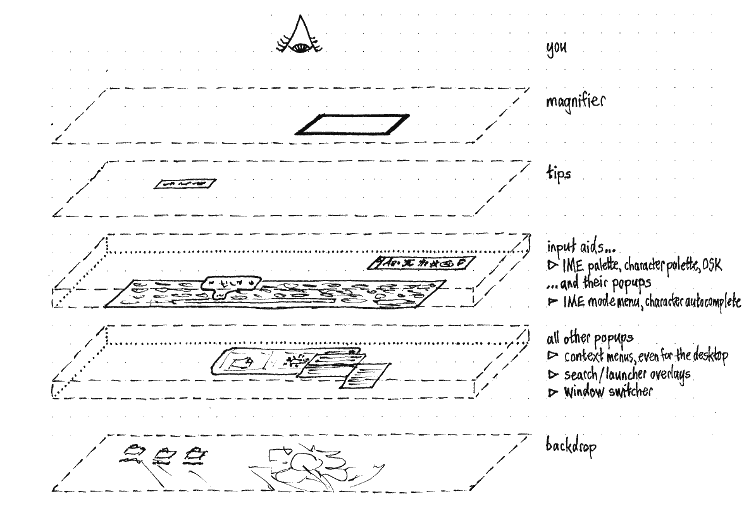 you
magnifier
tips
input aids...
▷ IME palette, character palette, OSK
...and their popups
▷ IME mode menu, character autocomplete
all other popups
▷ context menus, even for the desktop
▷ search/launcher overlays
▷ window switcher
backdrop